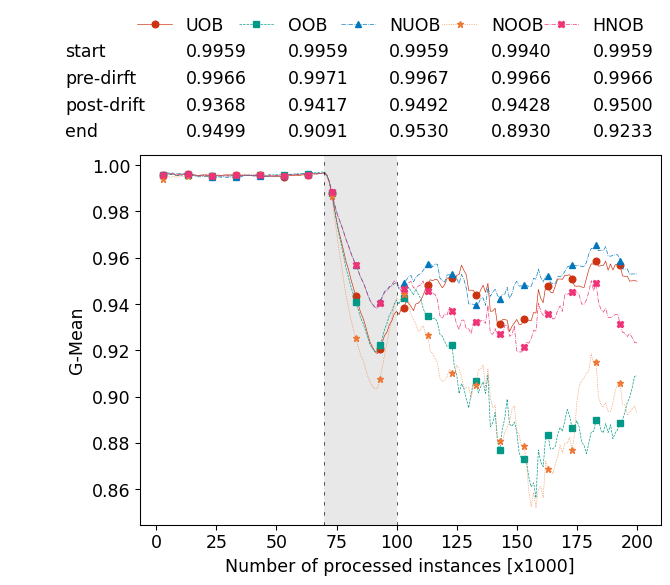 UOB OOB NUOB NOOB HNOB
start 0.9959 0.9959 0.9959 0.9940 0.9959
pre-dirft 0.9966 0.9971 0.9967 0.9966 0.9966
post-drift 0.9368 0.9417 0.9492 0.9428 0.9500
end 0.9499 0.9091 0.9530 0.8930 0.9233
1.00
0.98
0.96
0.94
0.92
0.90
0.88
0.86
G-Mean
0 25 50 75 100 125 150 175 200
Number of processed instances [x1000]